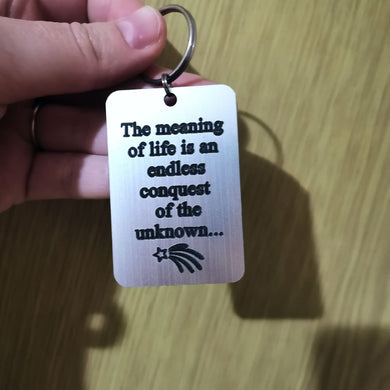 The meaning
of life is an
endless
conquest
of the
unknown...